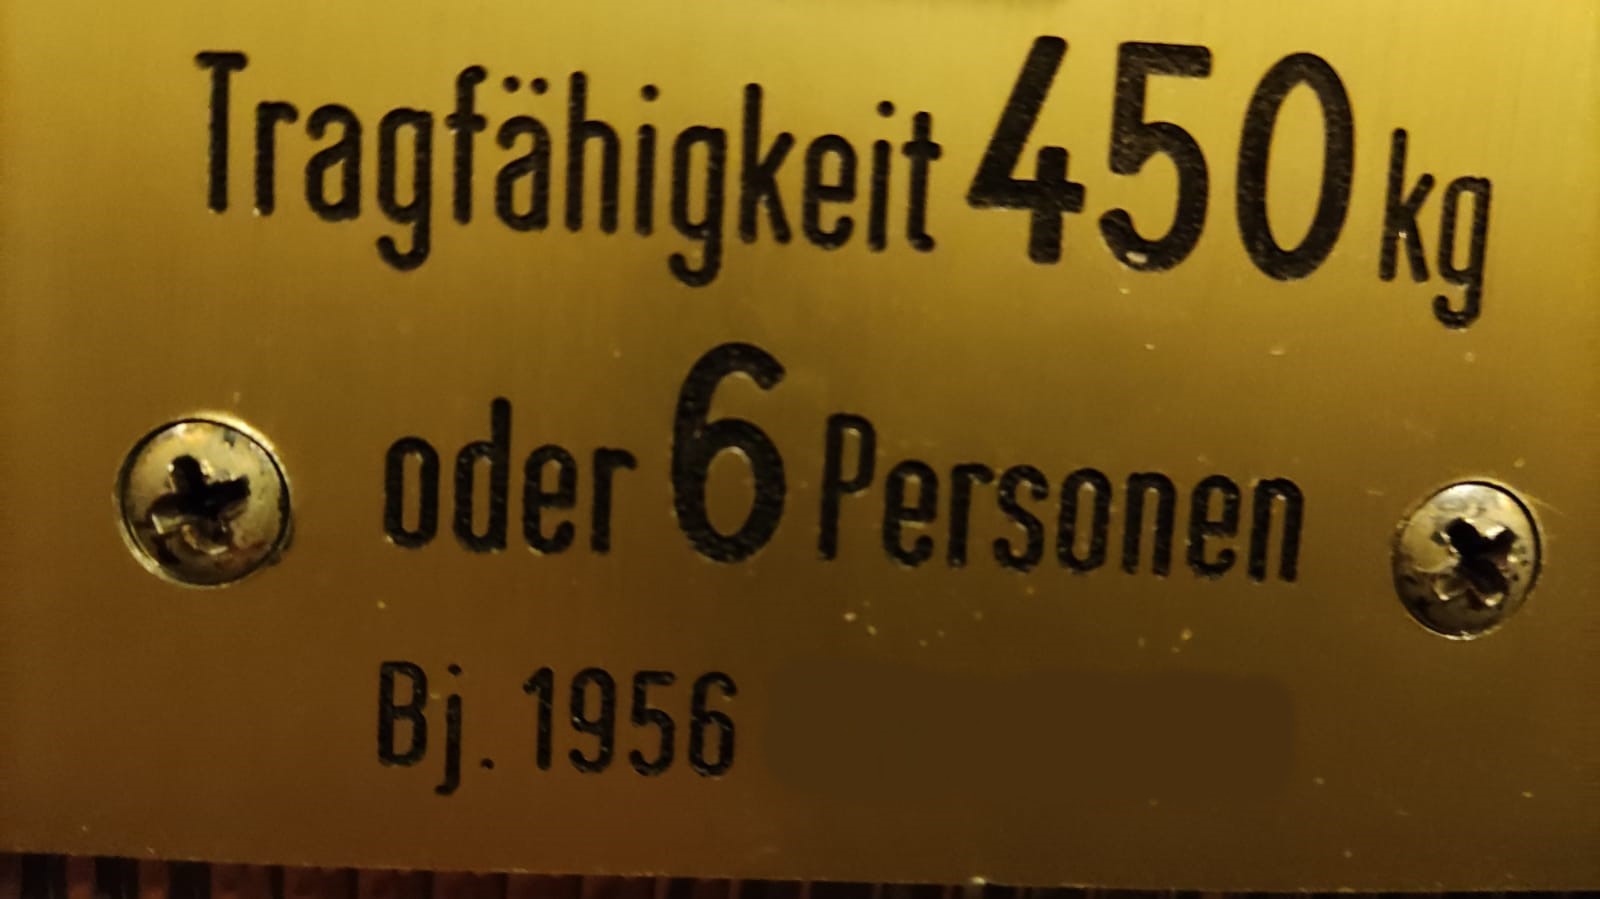 Tragfähigkeit 450 kg
oder 6 Personen
Bj. 1956